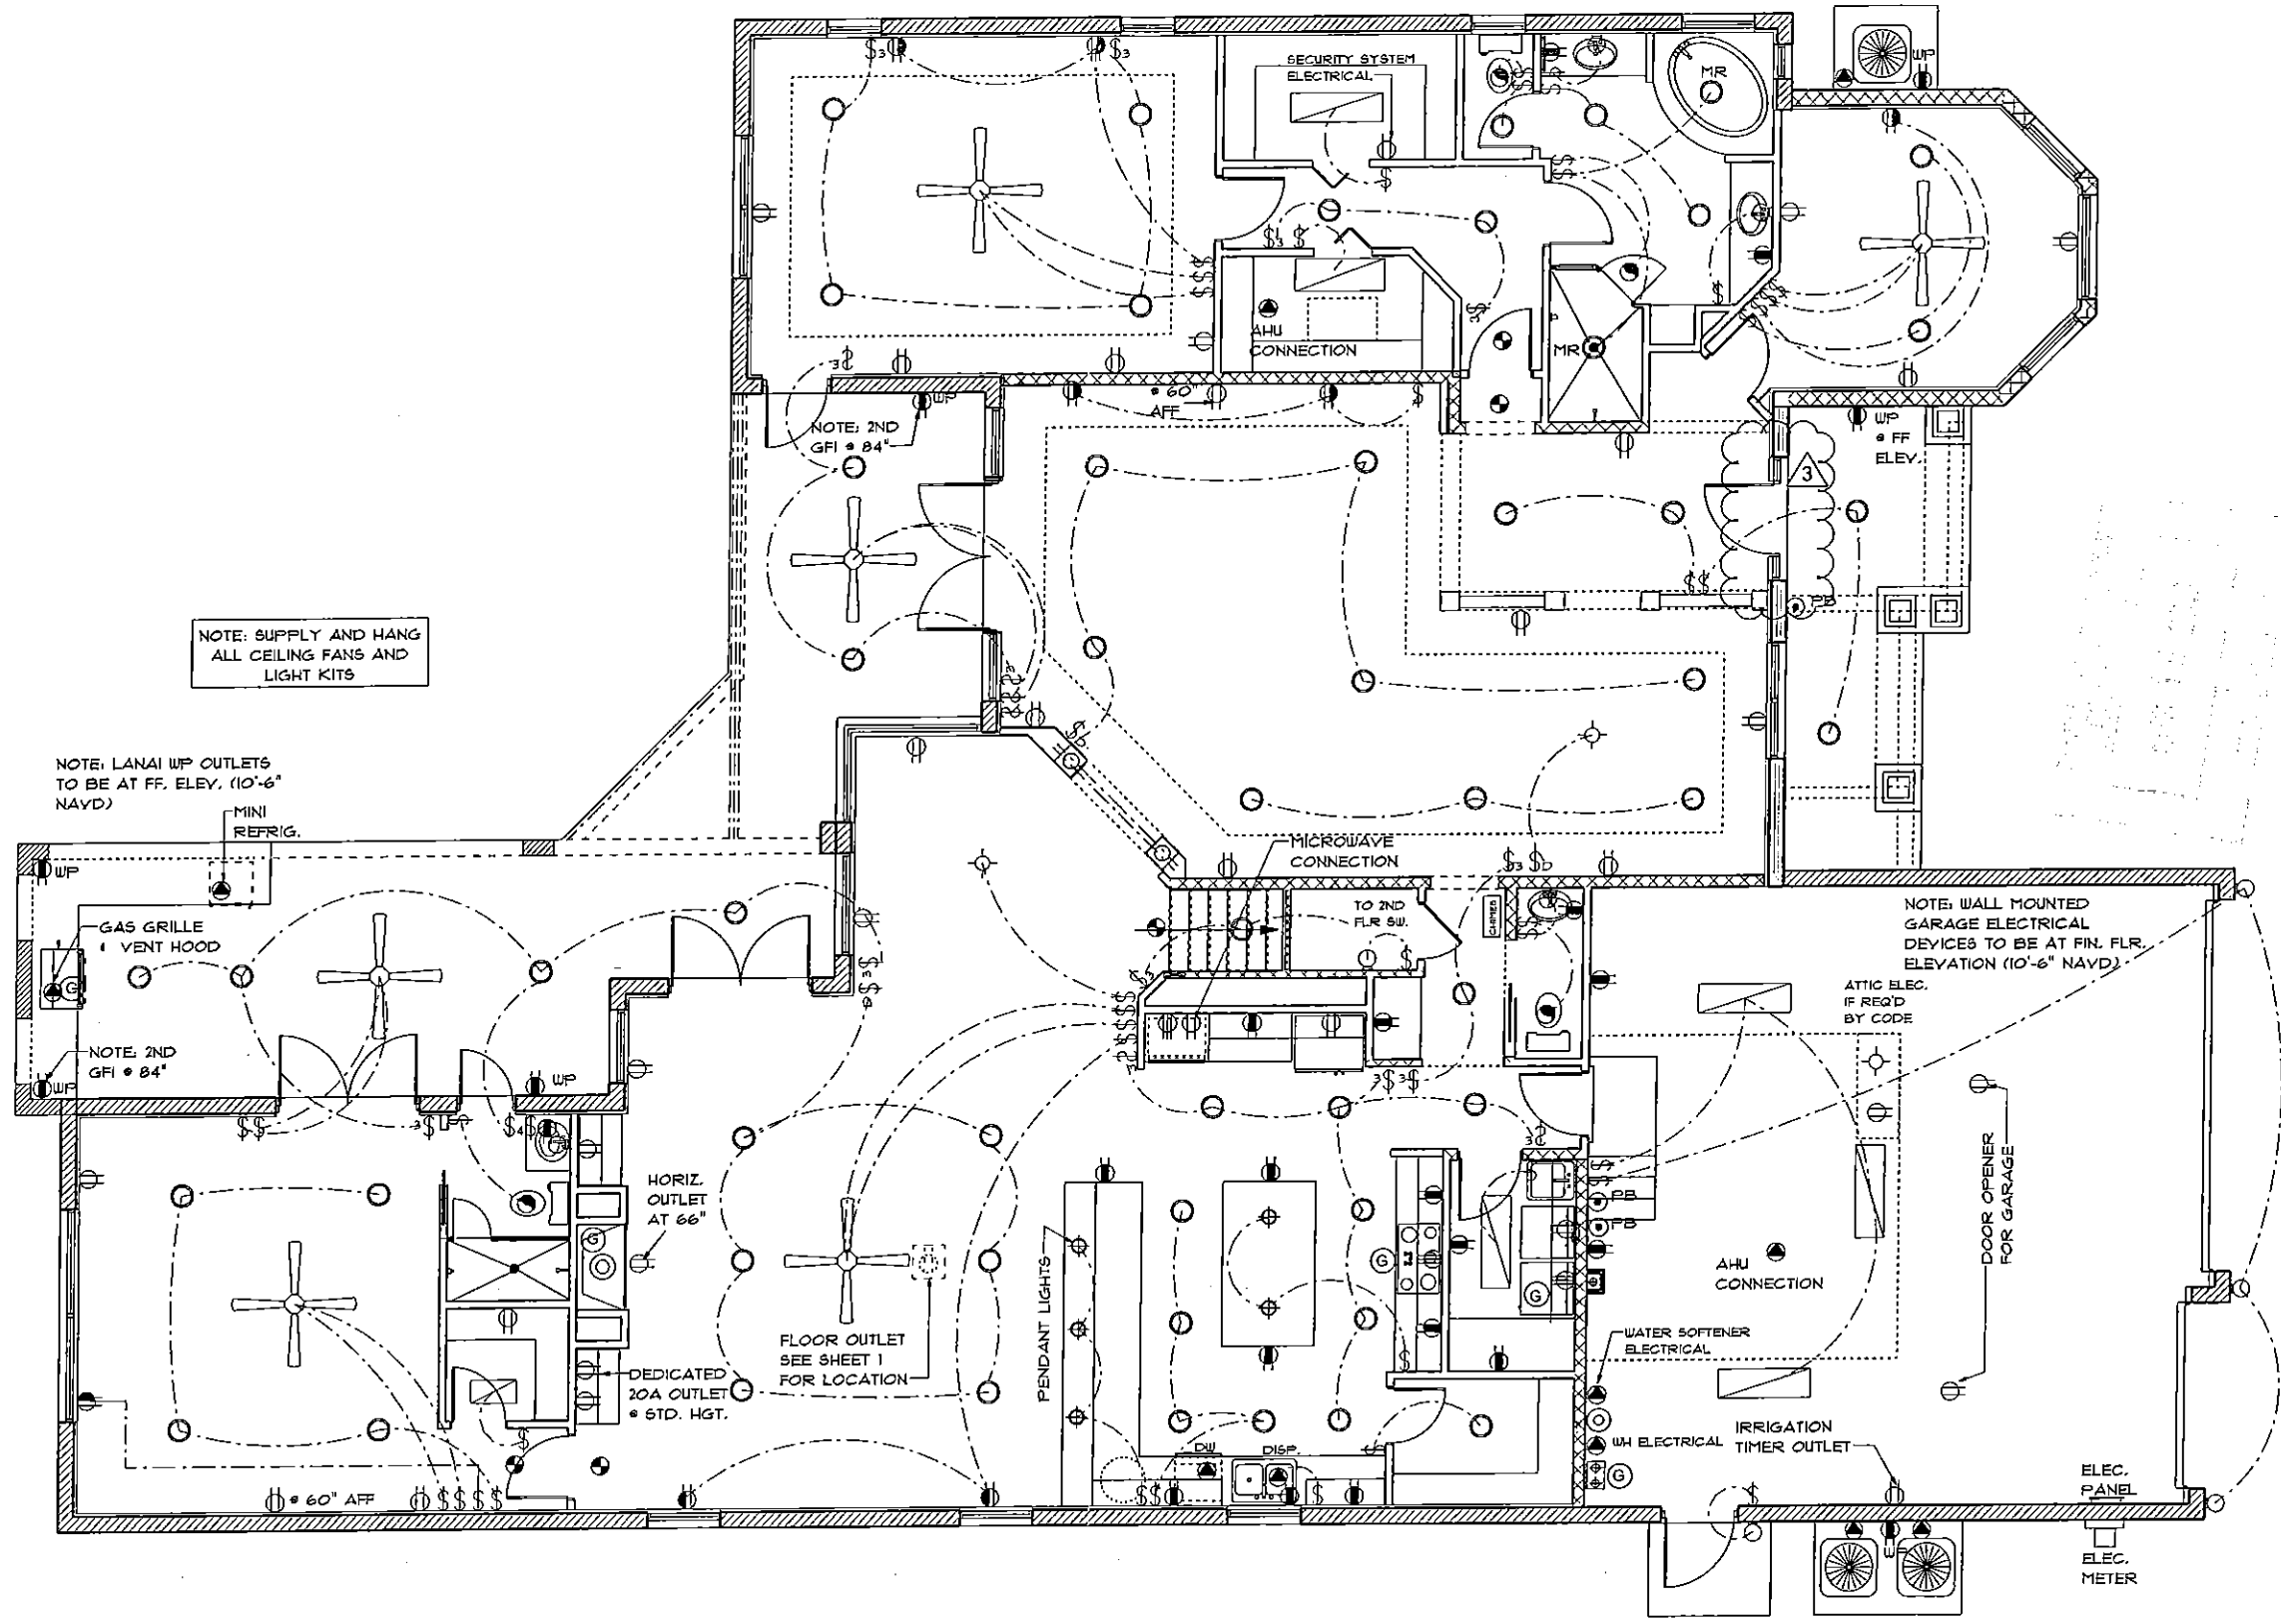 SECURITY SYSTEM
ELECTRICAL
MR
WP
AHU
CONNECTION
MR
@ 60"
AFF
WP
NOTE: 2ND
GFI @ 84"
WP
@ FF
ELEV.
3
PB
NOTE: SUPPLY AND HANG
ALL CEILING FANS AND
LIGHT KITS
NOTE: LANAI WP OUTLETS
TO BE AT FF. ELEV. (10'-6"
NAVD)
MINI
REFRIG.
WP
GAS GRILLE
& VENT HOOD
G
NOTE: 2ND
GFI @ 84"
WP
WP
MICROWAVE
CONNECTION
TO 2ND
FLR SW.
CHIMES
NOTE: WALL MOUNTED
GARAGE ELECTRICAL
DEVICES TO BE AT FIN. FLR.
ELEVATION (10'-6" NAVD)
ATTIC ELEC.
IF REQ'D
BY CODE
DOOR OPENER
FOR GARAGE
HORIZ.
OUTLET
AT 66"
G
FLOOR OUTLET
SEE SHEET 1
FOR LOCATION
PENDANT LIGHTS
G
G
PB
PB
AHU
CONNECTION
WATER SOFTENER
ELECTRICAL
DEDICATED
20A OUTLET
@ STD. HGT.
@ 60" AFF
DW
DISP.
WH ELECTRICAL
G
IRRIGATION
TIMER OUTLET
ELEC.
PANEL
WP
ELEC.
METER